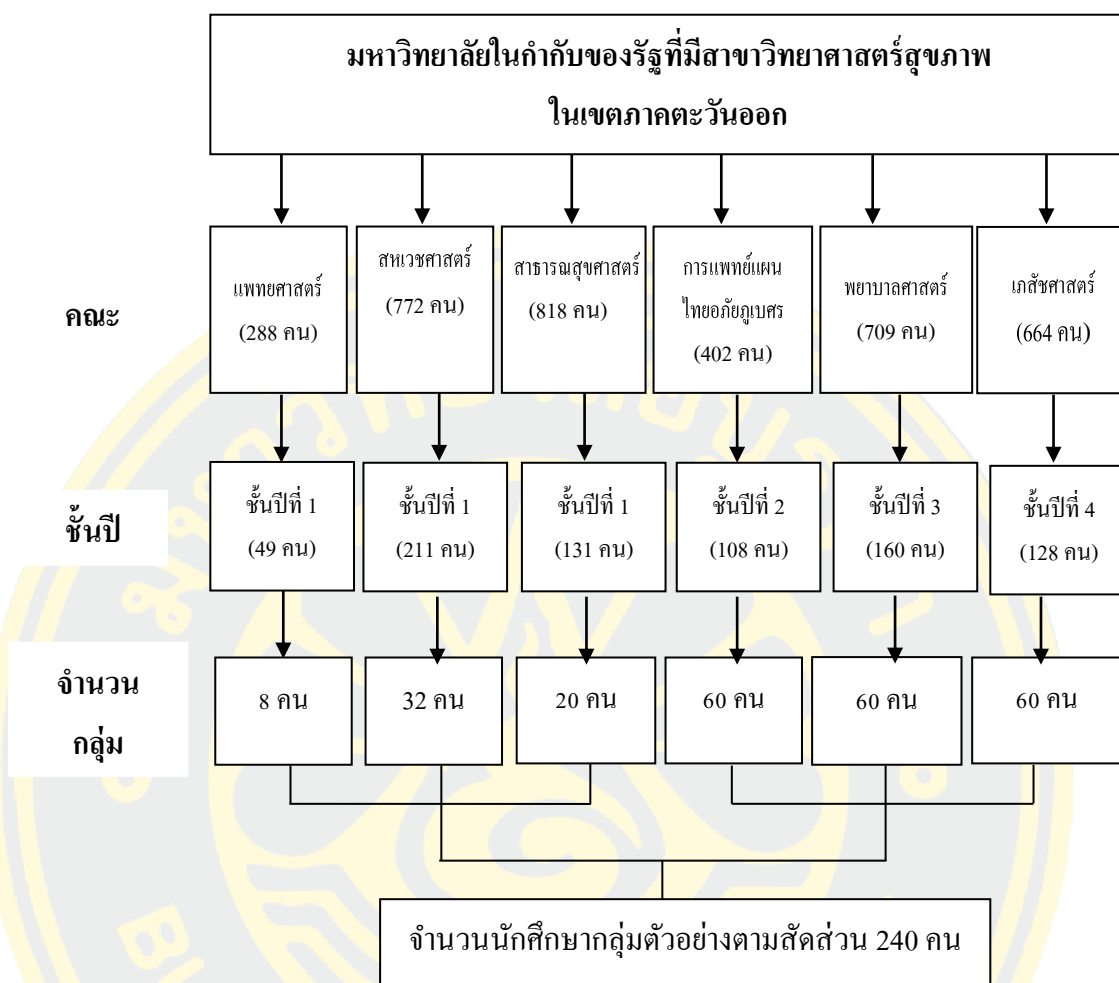 มหาวิทยาลัยในกำกับของรัฐที่มีสาขาวิทยาศาสตร์สุขภาพ
ในเขตภาคตะวันออก
คณะ
แพทยศาสตร์
(288 คน)
สหเวชศาสตร์
(772 คน)
สาธารณสุขศาสตร์
(818 คน)
การแพทย์แผน
ไทยอภัยภูเบศร
(402 คน)
พยาบาลศาสตร์
(709 คน)
เภสัชศาสตร์
(664 คน)
ชั้นปี
ชั้นปีที่ 1
(49 คน)
ชั้นปีที่ 1
(211 คน)
ชั้นปีที่ 1
(131 คน)
ชั้นปีที่ 2
(108 คน)
ชั้นปีที่ 3
(160 คน)
ชั้นปีที่ 4
(128 คน)
จำนวน
กลุ่ม
8 คน
32 คน
20 คน
60 คน
60 คน
60 คน
จำนวนนักศึกษากลุ่มตัวอย่างตามสัดส่วน 240 คน